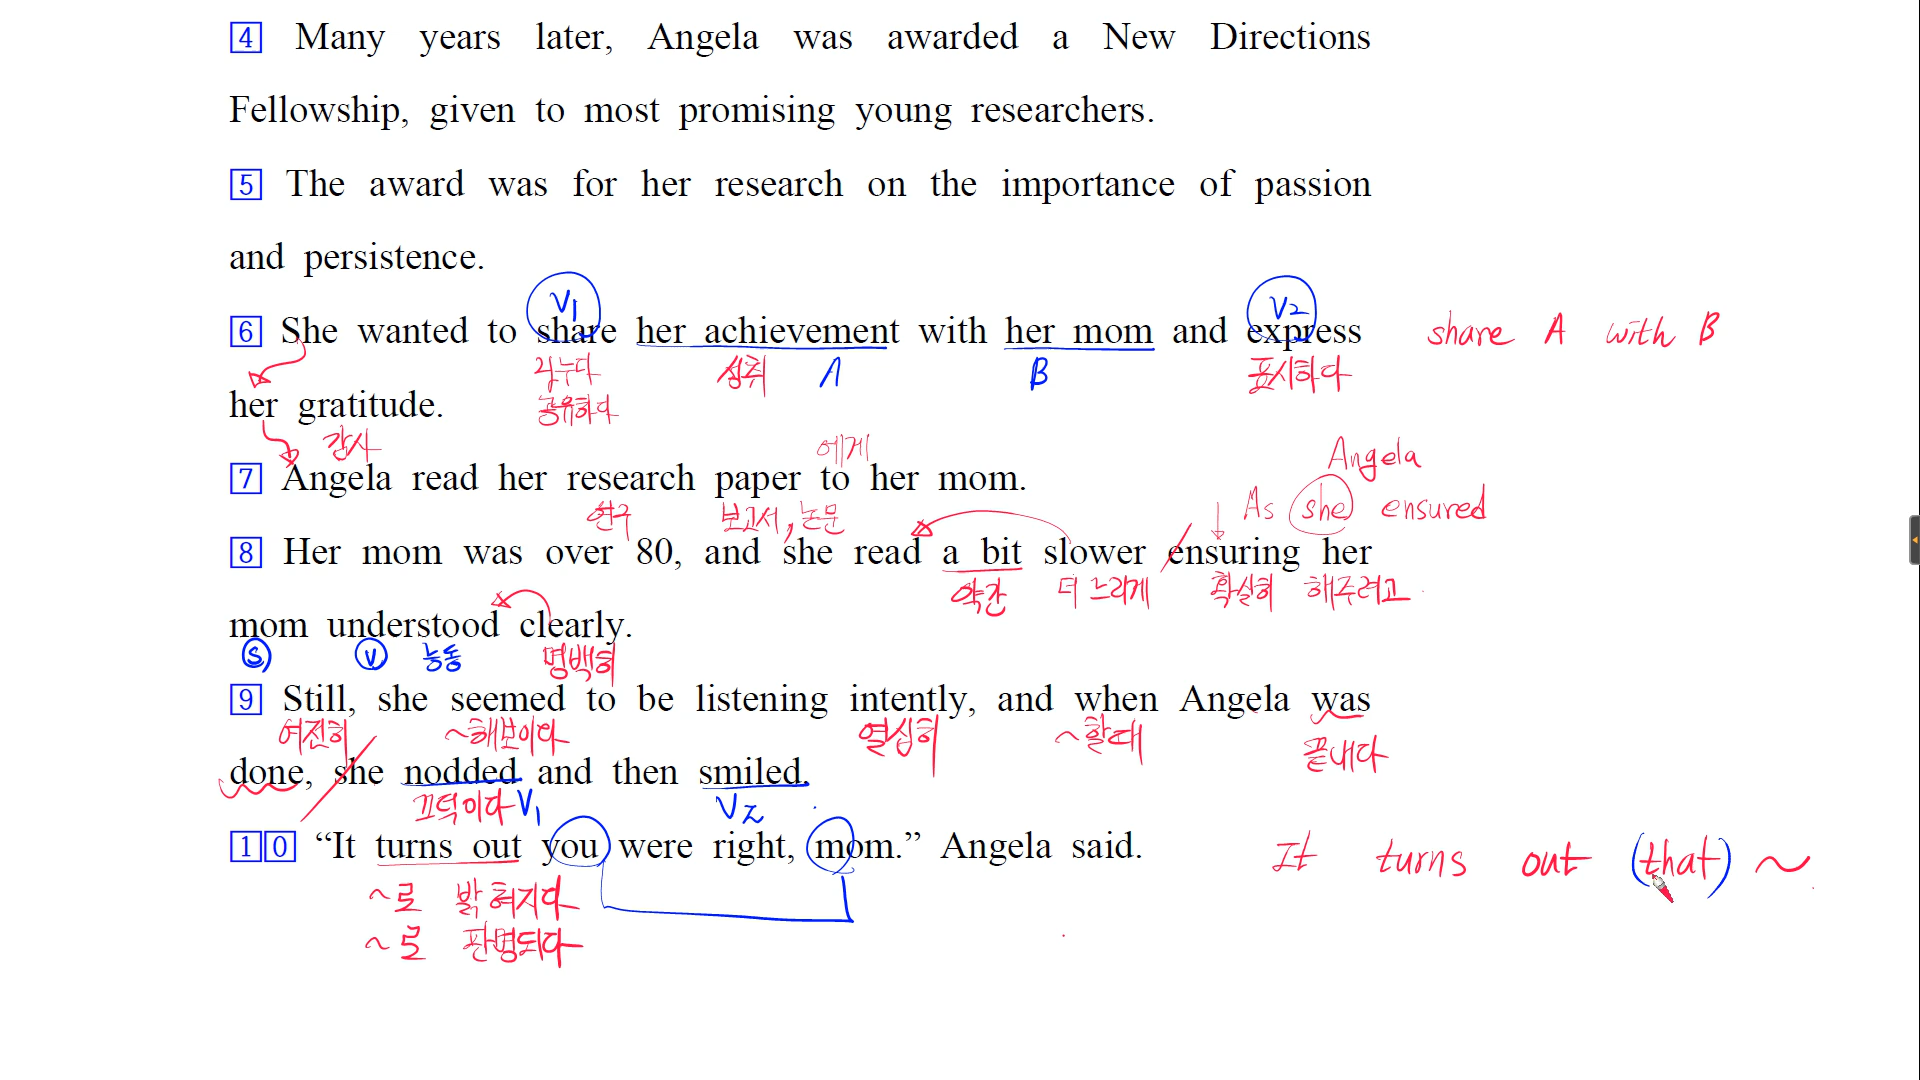 4 Many years later, Angela was awarded a New Directions
Fellowship, given to most promising young researchers.
5 The award was for her research on the importance of passion
and persistence.
V1 V2
6 She wanted to share her achievement with her mom and express share A with B
나누다 성취 A B 표시하다
her gratitude. 공유하다
감사 에게 Angela
7 Angela read her research paper to her mom.
연구 보고서, 논문 As she ensured
8 Her mom was over 80, and she read a bit slower ensuring her
약간 더 느리게 확실히 해주려고
mom understood clearly.
S V 능동 명백히
9 Still, she seemed to be listening intently, and when Angela was
여전히 ~해보이다 열심히 ~할때 끝내다
done, she nodded and then smiled.
끄덕이다 V1 V2
10 “It turns out you were right, mom.” Angela said. It turns out (that) ~
~로 밝혀지다
~로 판명되다